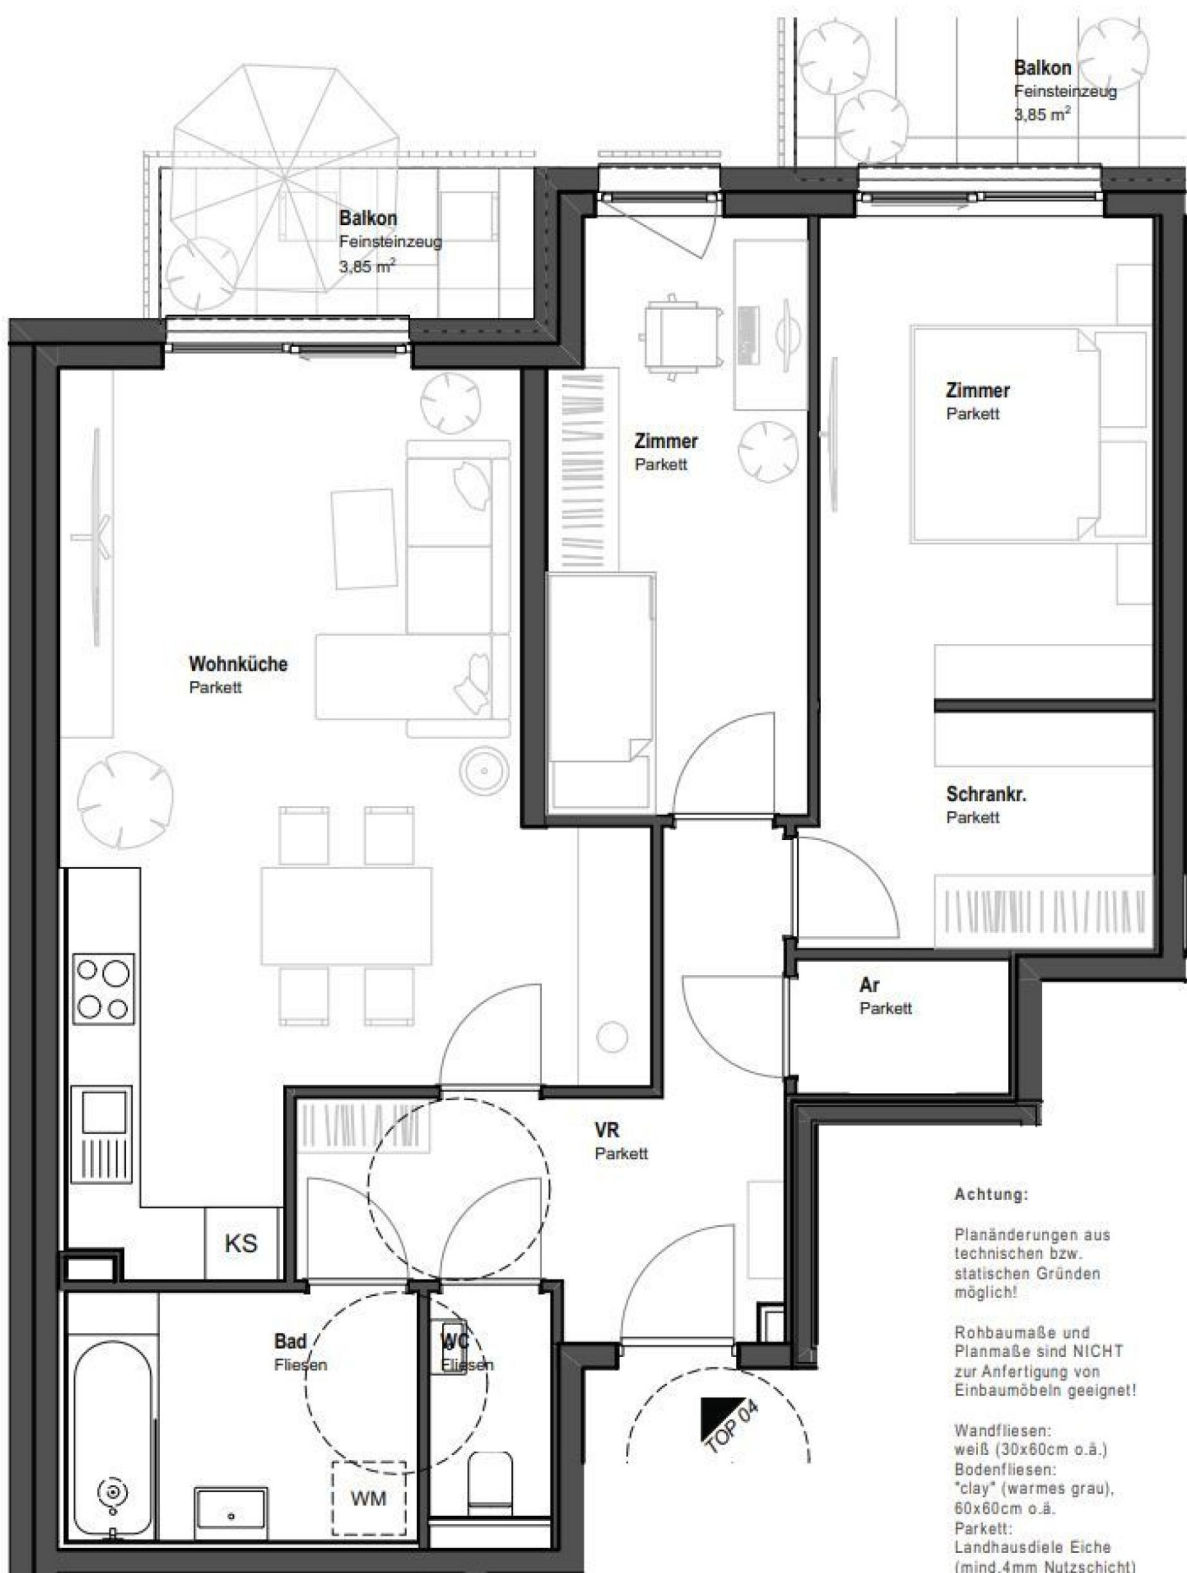 Balkon
Feinsteinzeug
3,85 m²
Balkon
Feinsteinzeug
3,85 m²
Zimmer
Parkett
Zimmer
Parkett
Wohnküche
Parkett
Schrankr.
Parkett
Ar
Parkett
VR
Parkett
KS
Bad
Fliesen
WC
Fliesen
WM
TOP 04
Achtung:
Planänderungen aus
technischen bzw.
statischen Gründen
möglich!
Rohbaumaße und
Planmaße sind NICHT
zur Anfertigung von
Einbaumöbeln geeignet!
Wandfliesen:
weiß (30x60cm o.ä.)
Bodenfliesen:
"clay" (warmes grau),
60x60cm o.ä.
Parkett:
Landhausdiele Eiche
(mind.4mm Nutzschicht)